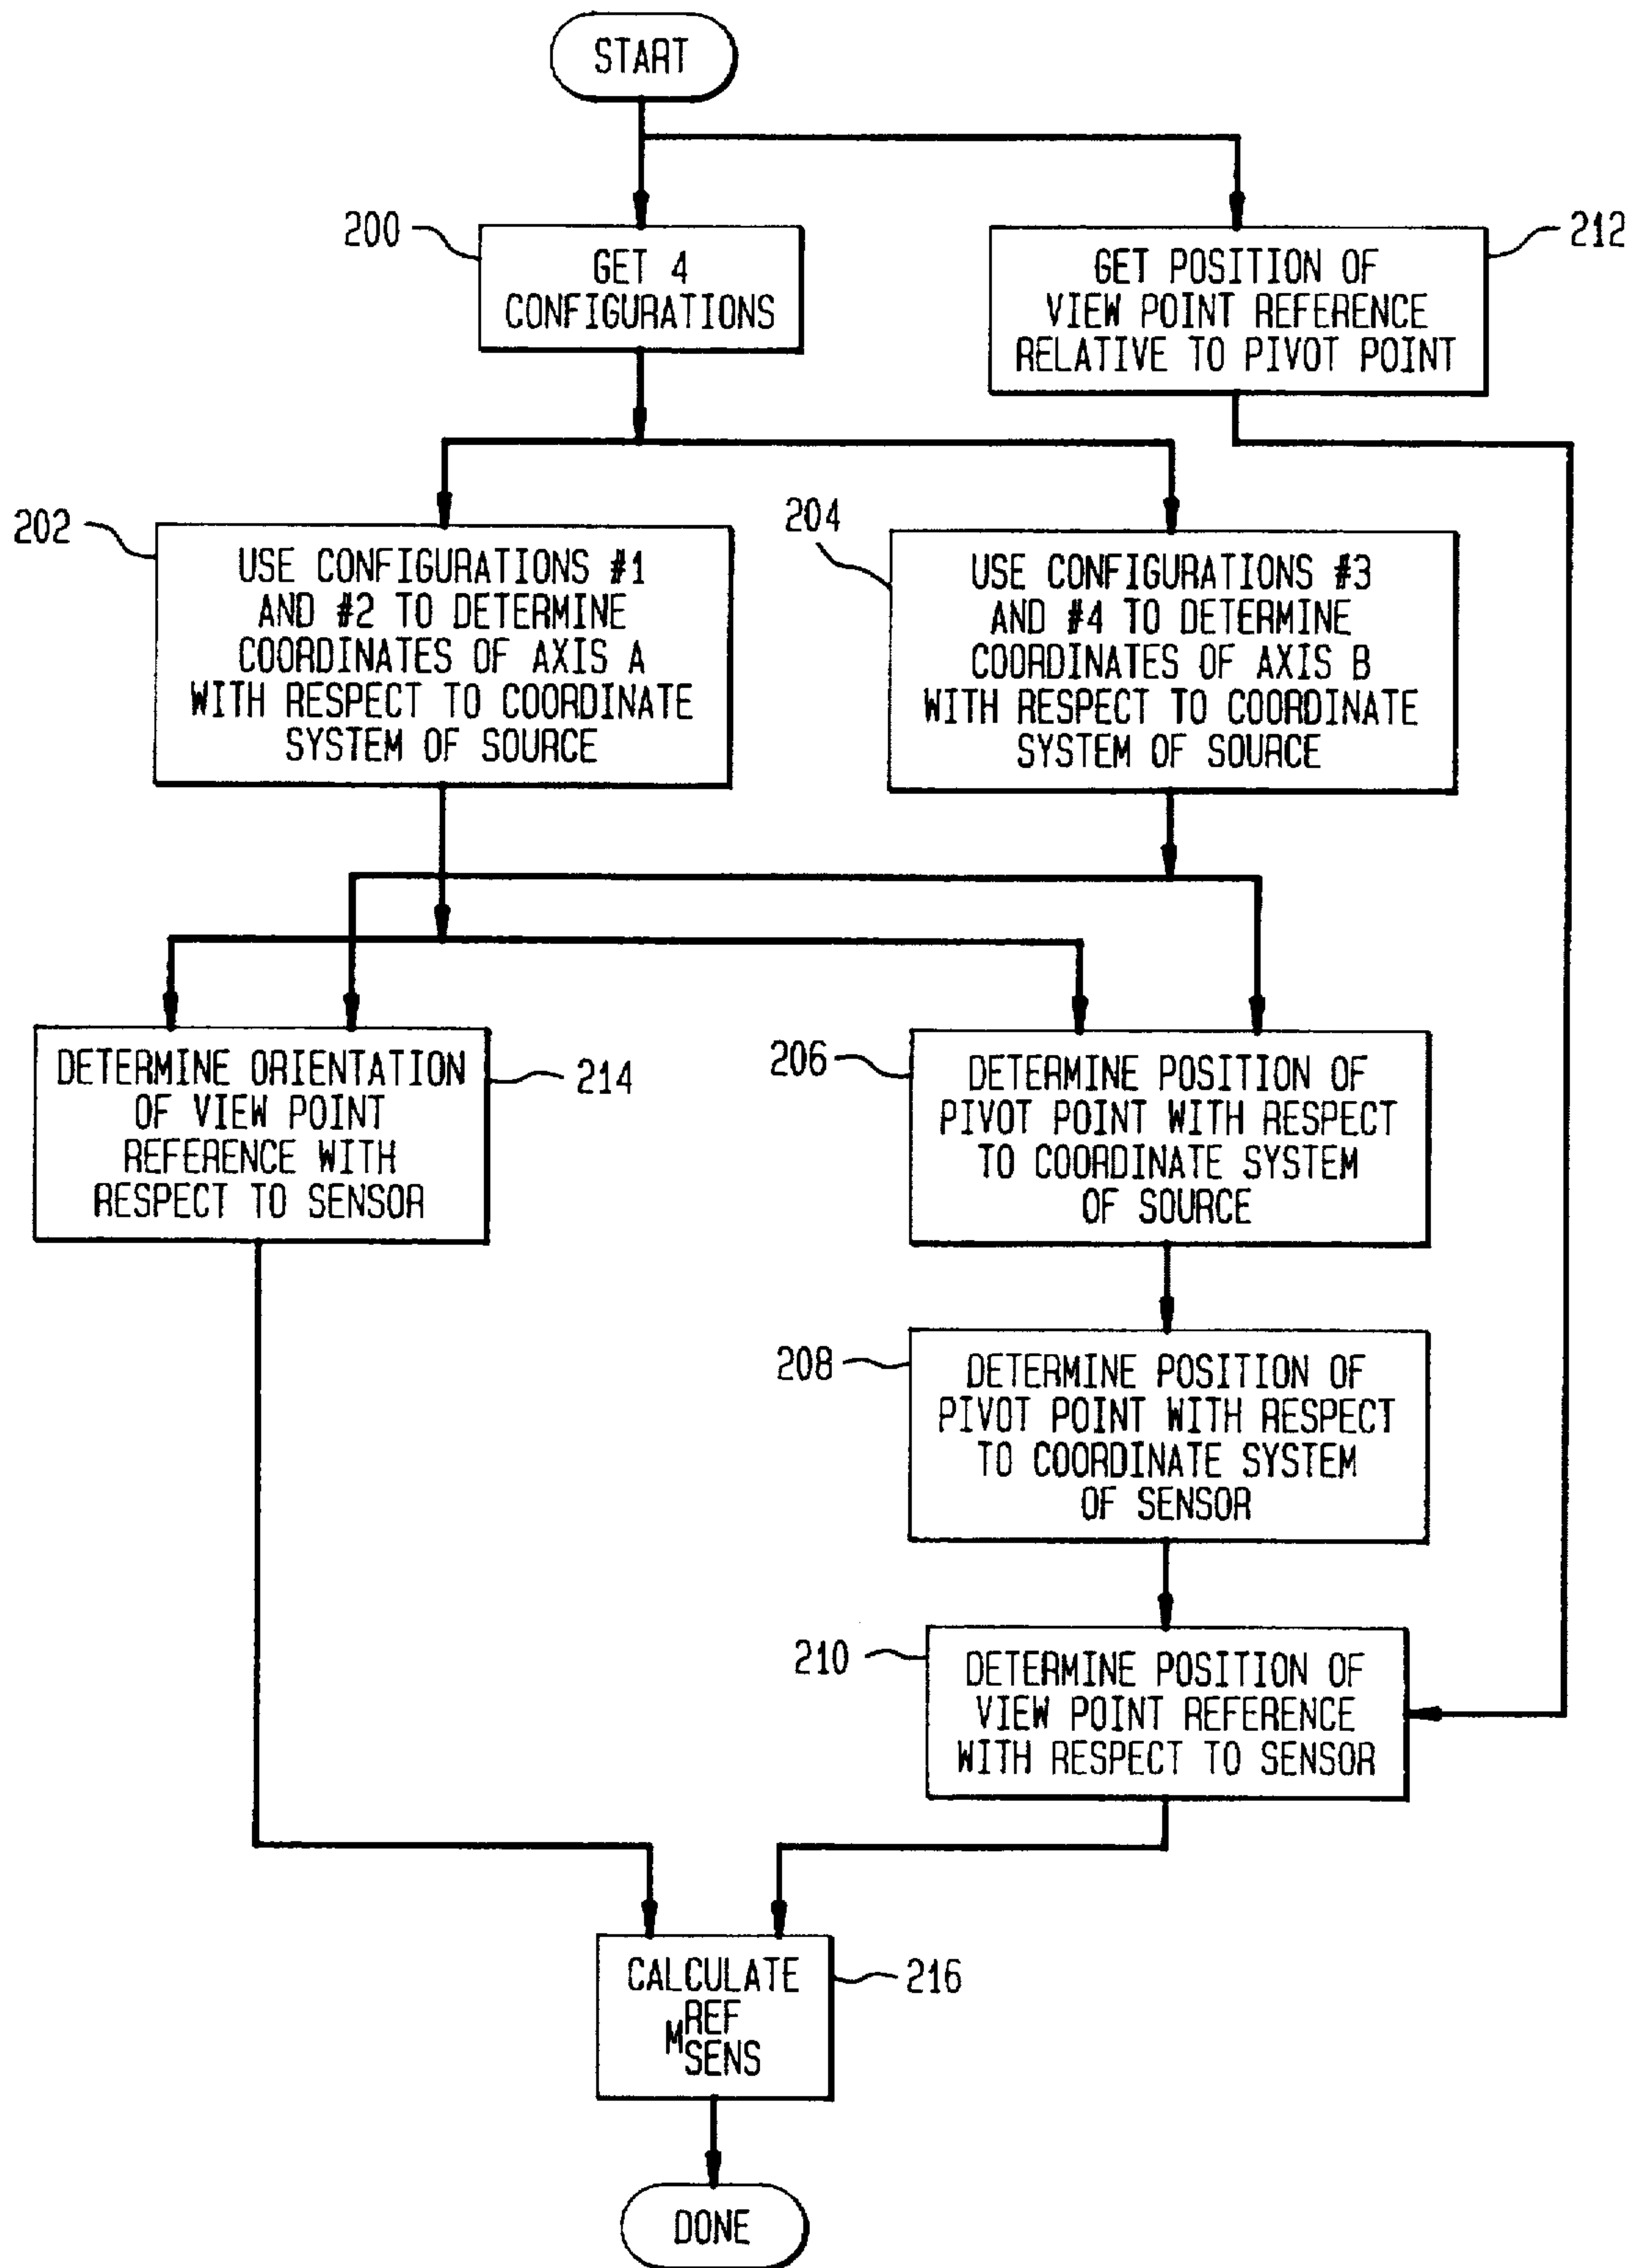 START
200
GET 4
CONFIGURATIONS
212
GET POSITION OF
VIEW POINT REFERENCE
RELATIVE TO PIVOT POINT
202
USE CONFIGURATIONS #1
AND #2 TO DETERMINE
COORDINATES OF AXIS A
WITH RESPECT TO COORDINATE
SYSTEM OF SOURCE
204
USE CONFIGURATIONS #3
AND #4 TO DETERMINE
COORDINATES OF AXIS B
WITH RESPECT TO COORDINATE
SYSTEM OF SOURCE
DETERMINE ORIENTATION
OF VIEW POINT
REFERENCE WITH
RESPECT TO SENSOR
214
206
DETERMINE POSITION OF
PIVOT POINT WITH RESPECT
TO COORDINATE SYSTEM
OF SOURCE
208
DETERMINE POSITION OF
PIVOT POINT WITH RESPECT
TO COORDINATE SYSTEM
OF SENSOR
210
DETERMINE POSITION OF
VIEW POINT REFERENCE
WITH RESPECT TO SENSOR
CALCULATE
REF
M
SENS
216
DONE